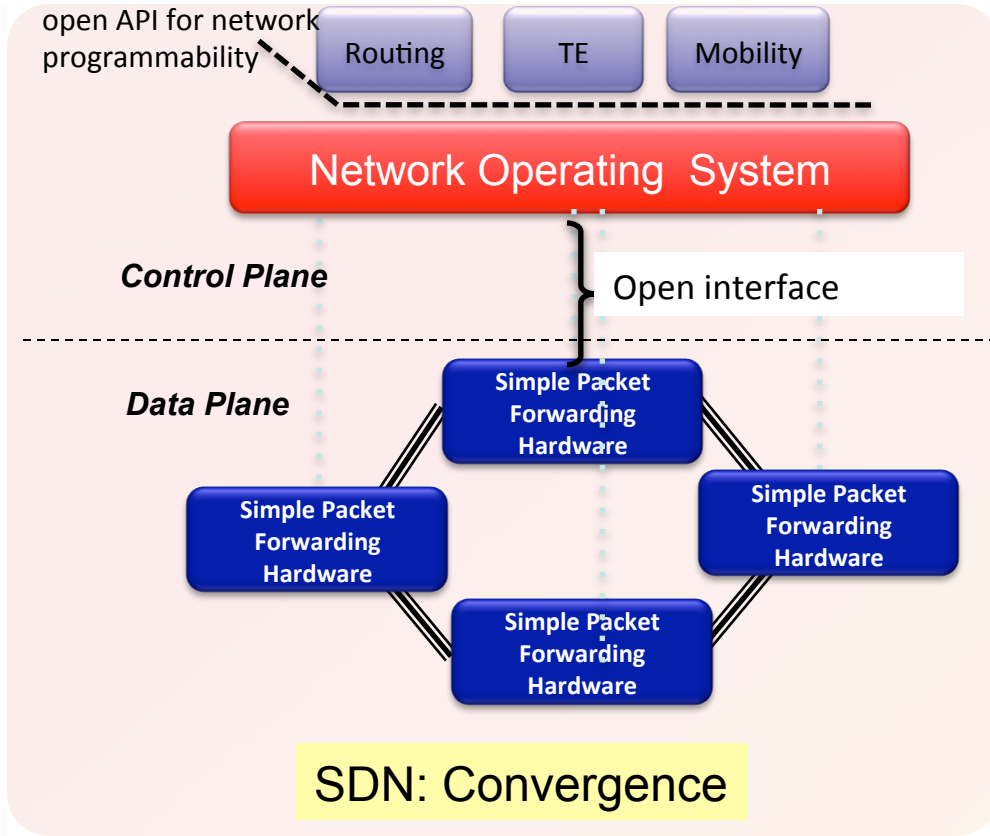 open API for network
programmability
Routing
TE
Mobility
Network Operating System
Control Plane
Open interface
Data Plane
Simple Packet
Forwarding
Hardware
Simple Packet
Forwarding
Hardware
Simple Packet
Forwarding
Hardware
Simple Packet
Forwarding
Hardware
SDN: Convergence